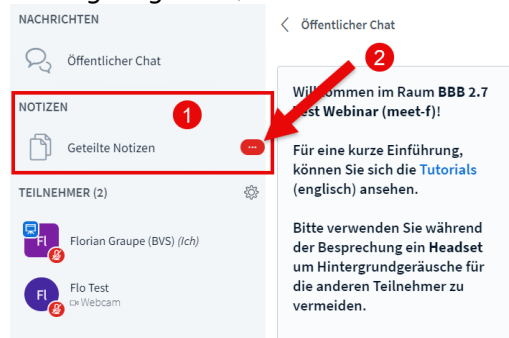 NACHRICHTEN
Öffentlicher Chat
NOTIZEN
1
Geteilte Notizen
...
TEILNEHMER (2)
Fl
Florian Graupe (BVS) (Ich)
Fl
Flo Test
Webcam
Öffentlicher Chat
2
im Raum BBB 2.7
Test Webinar (meet-f)!
Für eine kurze Einführung,
können Sie sich die Tutorials
(englisch) ansehen.
Bitte verwenden Sie während
der Besprechung ein Headset
um Hintergrundgeräusche für
die anderen Teilnehmer zu
vermeiden.